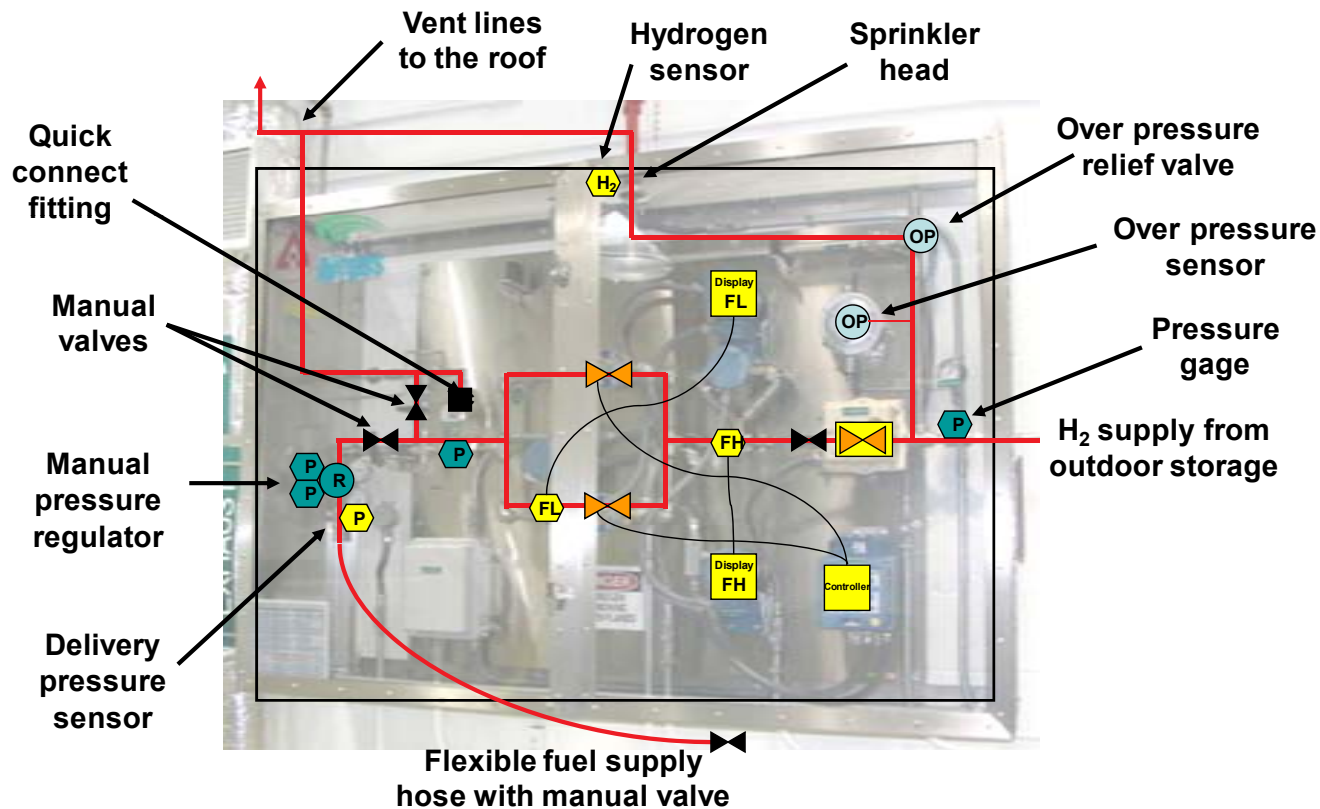 Vent lines
to the roof
Hydrogen
sensor
Sprinkler
head
Quick
connect
fitting
Over pressure
relief valve
H2
OP
Over pressure
sensor
Display
FL
OP
Manual
valves
Pressure
gage
P
FH
P
H2 supply from
outdoor storage
Manual
pressure
regulator
P
P
R
P
FL
Display
FH
Controller
Delivery
pressure
sensor
Flexible fuel supply
hose with manual valve